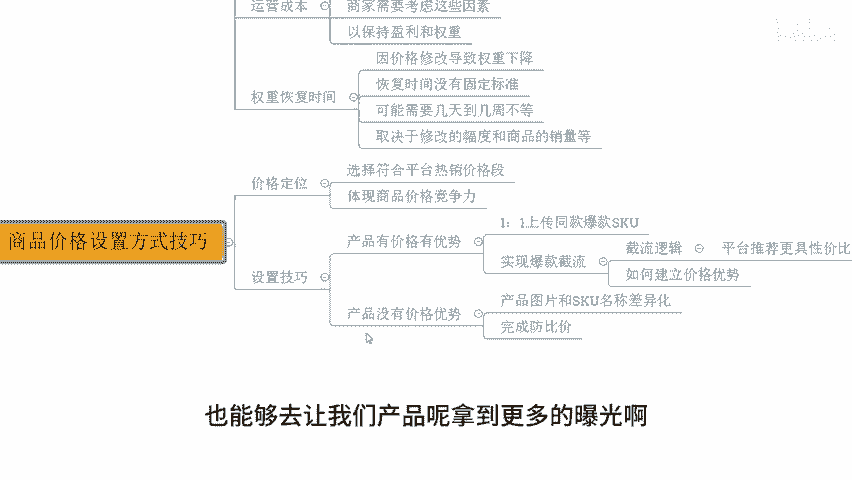 运营成本
商家需要考虑这些因素
以保持盈利和权重
权重恢复时间
因价格修改导致权重下降
恢复时间没有固定标准
可能需要几天到几周不等
取决于修改的幅度和商品的销量等
商品价格设置方式技巧
价格定位
选择符合平台热销价格段
体现商品价格竞争力
设置技巧
产品有价格有优势
1：1上传同款爆款SKU
实现爆款截流
截流逻辑
平台推荐更具性价比
如何建立价格优势
产品没有价格优势
产品图片和SKU名称差异化
完成防比价
也能够去让我们产品呢拿到更多的曝光啊